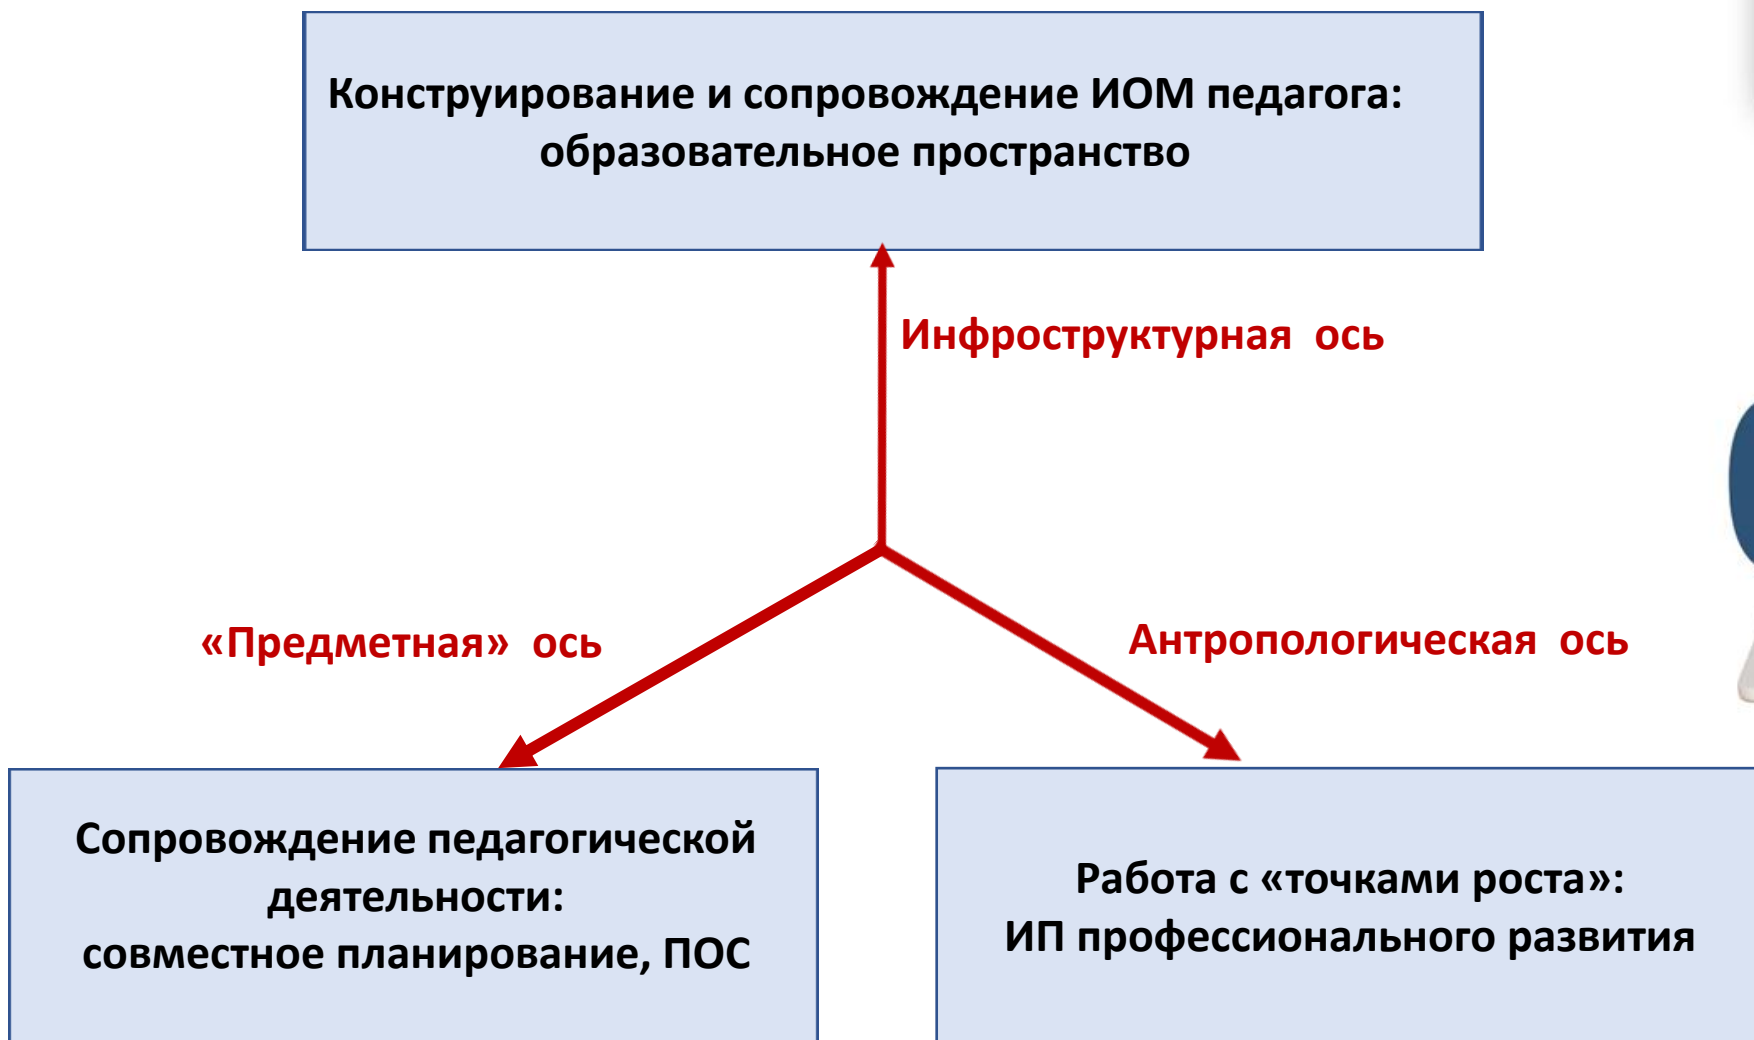 Конструирование и сопровождение ИОМ педагога:
образовательное пространство
Инфроструктурная ось
«Предметная» ось
Антропологическая ось
Сопровождение педагогической
деятельности:
совместное планирование, ПОС
Работа с «точками роста»:
ИП профессионального развития